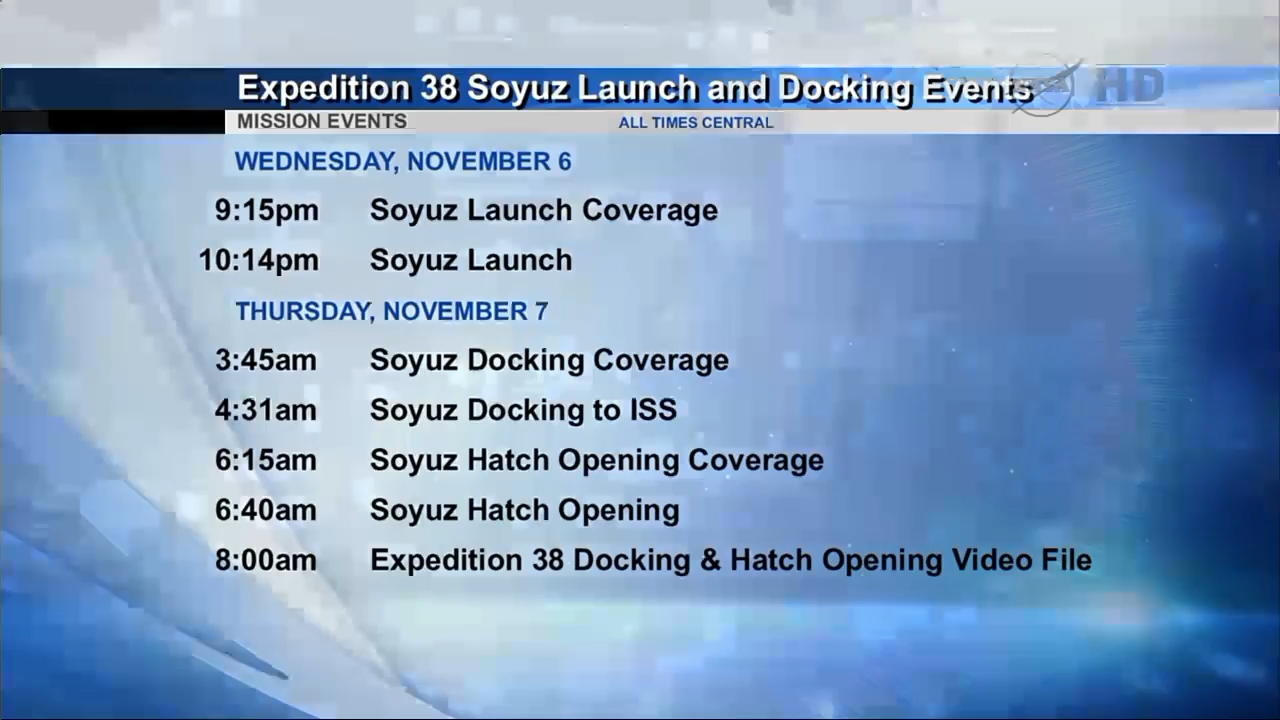 Expedition 38 Soyuz Launch and Docking Events
HD
MISSION EVENTS
ALL TIMES CENTRAL
WEDNESDAY, NOVEMBER 6
9:15pm Soyuz Launch Coverage
10:14pm Soyuz Launch
THURSDAY, NOVEMBER 7
3:45am Soyuz Docking Coverage
4:31am Soyuz Docking to ISS
6:15am Soyuz Hatch Opening Coverage
6:40am Soyuz Hatch Opening
8:00am Expedition 38 Docking & Hatch Opening Video File